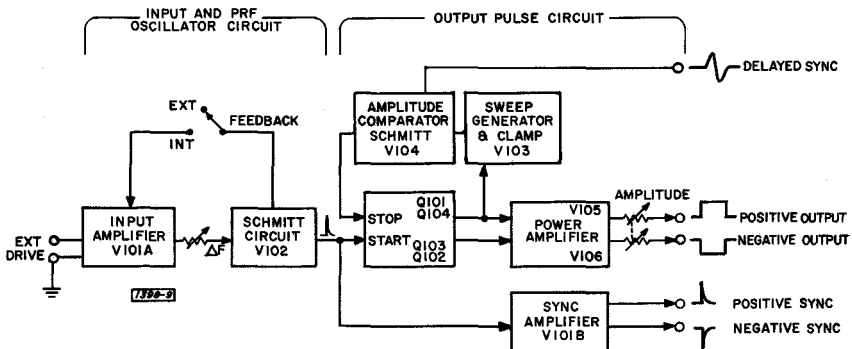 INPUT AND PRF
OSCILLATOR CIRCUIT
OUTPUT PULSE CIRCUIT
DELAYED SYNC
EXT
FEEDBACK
INT
AMPLITUDE
COMPARATOR
SCHMITT
V104
SWEEP
GENERATOR
& CLAMP
V103
EXT
DRIVE
INPUT
AMPLIFIER
V101A
ΔF
SCHMITT
CIRCUIT
V102
STOP
START
Q101
Q104
Q103
Q102
V105
POWER
AMPLIFIER
V106
AMPLITUDE
POSITIVE OUTPUT
NEGATIVE OUTPUT
1398-9
SYNC
AMPLIFIER
V101B
POSITIVE SYNC
NEGATIVE SYNC